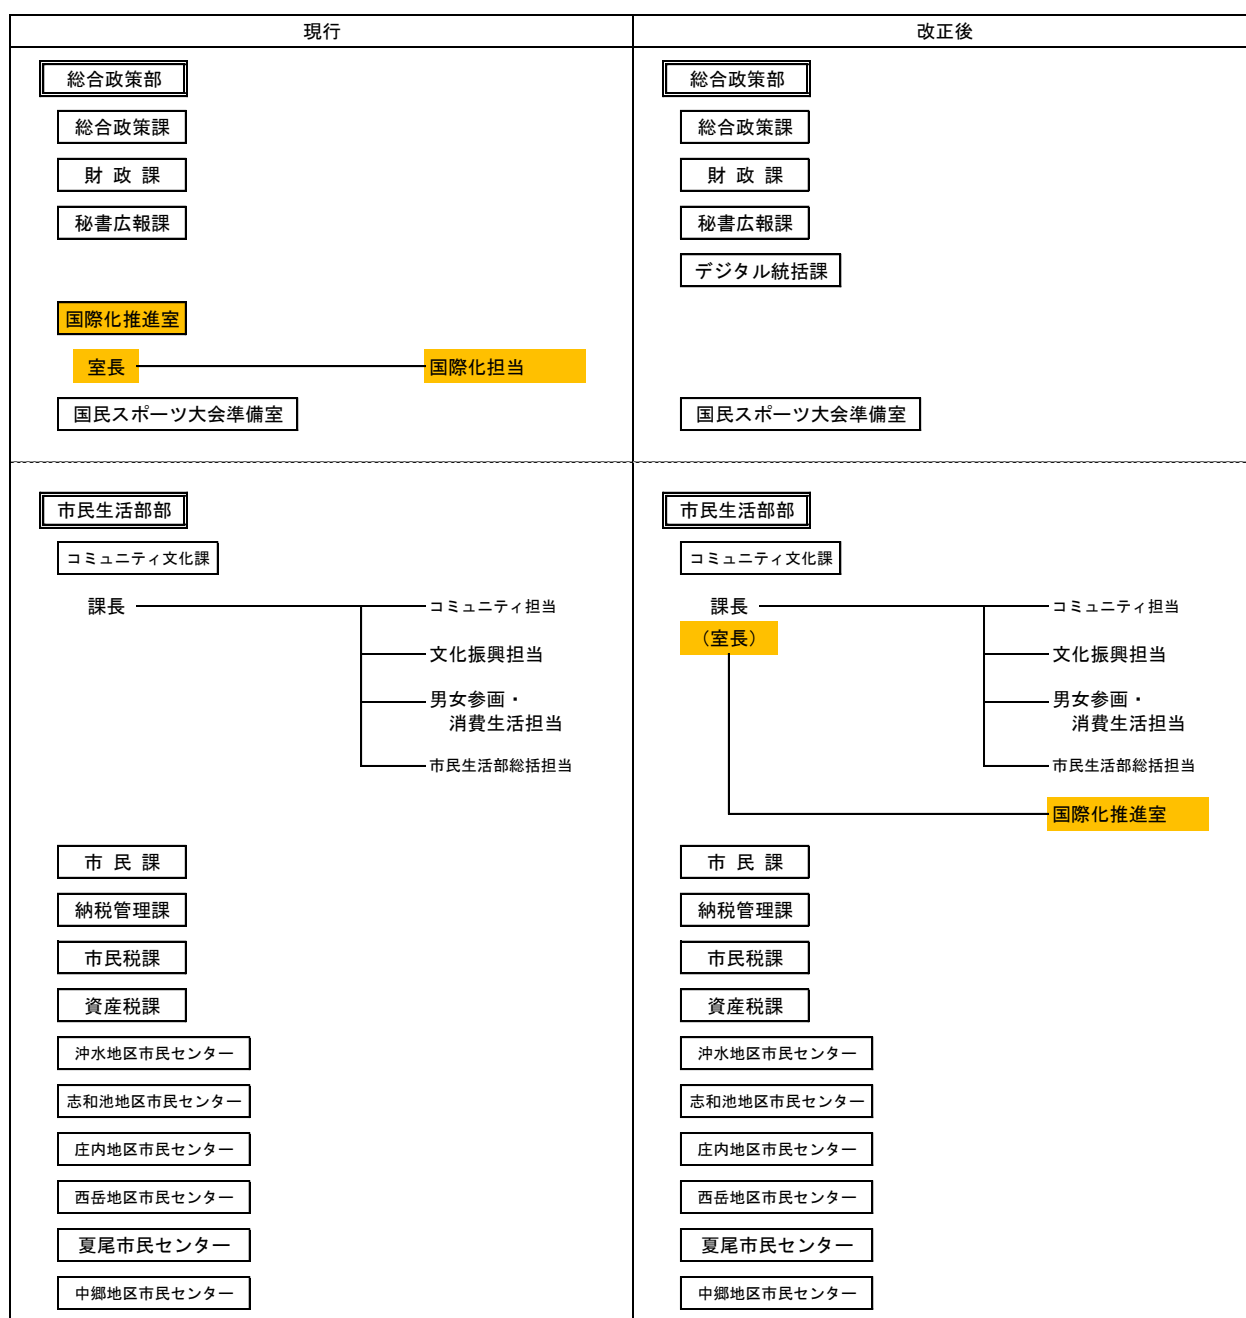 現行
総合政策部
総合政策課
財 政 課
秘書広報課
国際化推進室
室長
国際化担当
国民スポーツ大会準備室
市民生活部部
コミュニティ文化課
課長
コミュニティ担当
文化振興担当
男女参画・
消費生活担当
市民生活部総括担当
市 民 課
納税管理課
市民税課
資産税課
沖水地区市民センター
志和池地区市民センター
庄内地区市民センター
西岳地区市民センター
夏尾市民センター
中郷地区市民センター
改正後
総合政策部
総合政策課
財 政 課
秘書広報課
デジタル統括課
国民スポーツ大会準備室
市民生活部部
コミュニティ文化課
課長
（室長）
コミュニティ担当
文化振興担当
男女参画・
消費生活担当
市民生活部総括担当
国際化推進室
市 民 課
納税管理課
市民税課
資産税課
沖水地区市民センター
志和池地区市民センター
庄内地区市民センター
西岳地区市民センター
夏尾市民センター
中郷地区市民センター